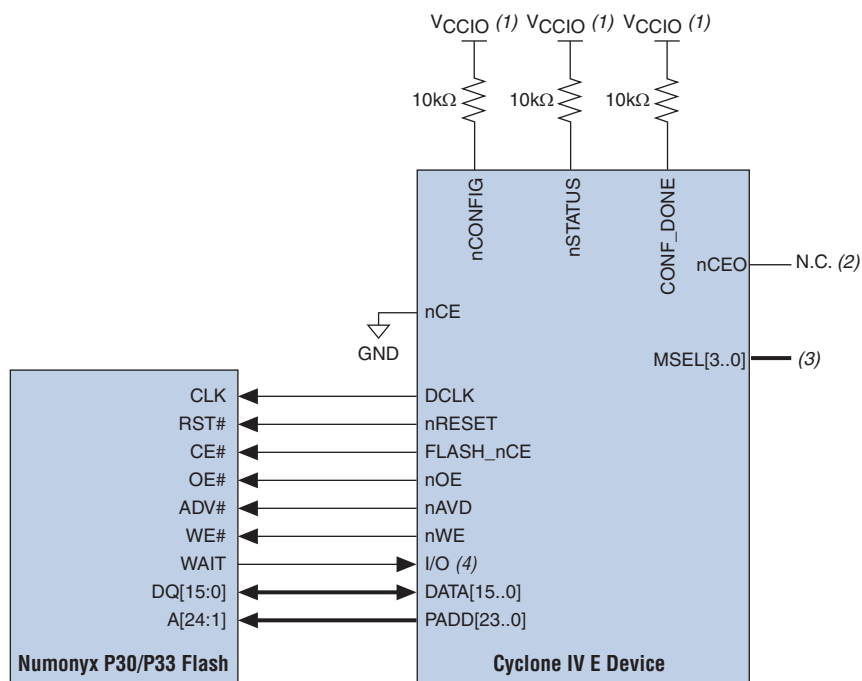 VCCIO (1) VCCIO (1) VCCIO (1)
10kΩ 10kΩ 10kΩ
nCONFIG
nSTATUS
CONF_DONE
nCEO N.C. (2)
nCE
GND
MSEL[3..0] (3)
CLK DCLK
RST# nRESET
CE# FLASH_nCE
OE# nOE
ADV# nAVD
WE# nWE
WAIT I/O (4)
DQ[15:0] DATA[15..0]
A[24:1] PADD[23..0]
Numonyx P30/P33 Flash Cyclone IV E Device